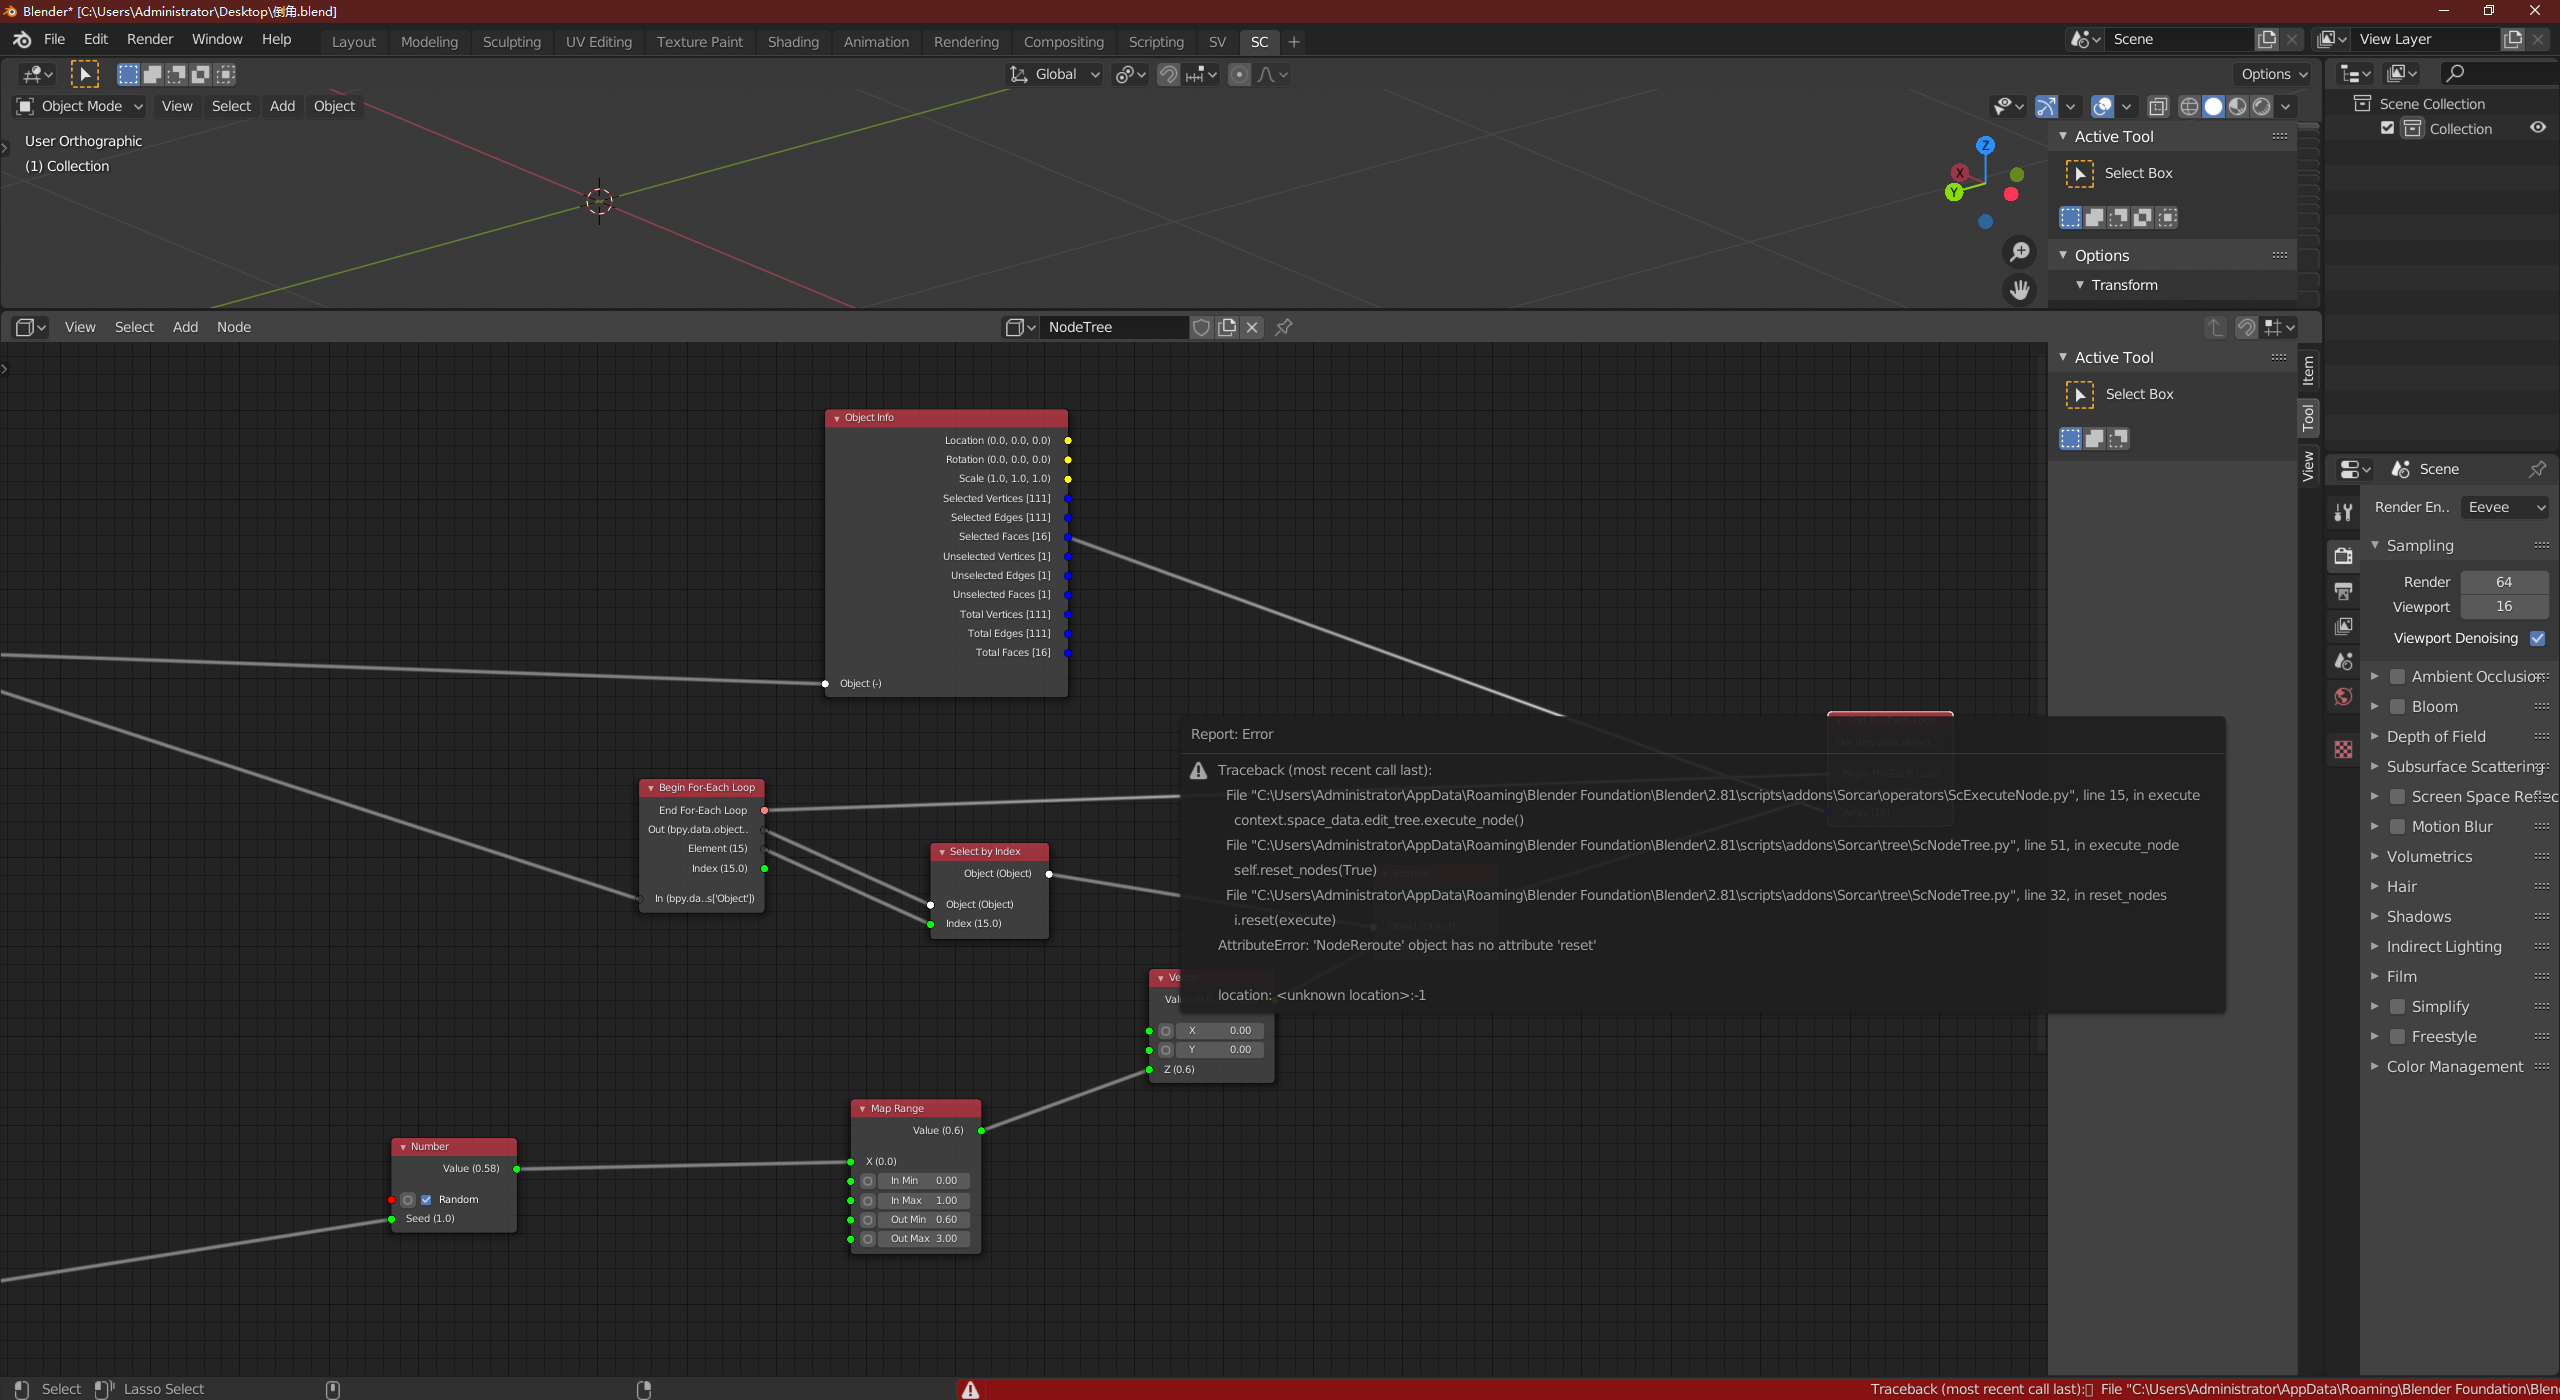 Blender* [C:\Users\Administrator\Desktop\倒角.blend]
File Edit Render Window Help
Layout Modeling Sculpting UV Editing Texture Paint Shading Animation Rendering Compositing Scripting SV SC
Scene
View Layer
Global
Options
Object Mode View Select Add Object
User Orthographic
(1) Collection
Z
X
Y
Active Tool
Select Box
Options
Transform
Scene Collection
Collection
View Select Add Node
NodeTree
Active Tool
Select Box
Item
Tool
View
Object Info
Location (0.0, 0.0, 0.0)
Rotation (0.0, 0.0, 0.0)
Scale (1.0, 1.0, 1.0)
Selected Vertices [111]
Selected Edges [111]
Selected Faces [16]
Unselected Vertices [1]
Unselected Edges [1]
Unselected Faces [1]
Total Vertices [111]
Total Edges [111]
Total Faces [16]
Object (-)
Begin For-Each Loop
End For-Each Loop
Out (bpy.data.object..
Element (15)
Index (15.0)
In (bpy.da..s['Object'])
Select by Index
Object (Object)
Object (Object)
Index (15.0)
Report: Error
Traceback (most recent call last):
File "C:\Users\Administrator\AppData\Roaming\Blender Foundation\Blender\2.81\scripts\addons\Sorcar\operators\ScExecuteNode.py", line 15, in execute
context.space_data.edit_tree.execute_node()
File "C:\Users\Administrator\AppData\Roaming\Blender Foundation\Blender\2.81\scripts\addons\Sorcar\tree\ScNodeTree.py", line 51, in execute_node
self.reset_nodes(True)
File "C:\Users\Administrator\AppData\Roaming\Blender Foundation\Blender\2.81\scripts\addons\Sorcar\tree\ScNodeTree.py", line 32, in reset_nodes
i.reset(execute)
AttributeError: 'NodeReroute' object has no attribute 'reset'
location: <unknown location>:-1
X 0.00
Y 0.00
Z (0.6)
Map Range
Value (0.6)
X (0.0)
In Min 0.00
In Max 1.00
Out Min 0.60
Out Max 3.00
Number
Value (0.58)
Random
Seed (1.0)
Scene
Render En.. Eevee
Sampling
Render 64
Viewport 16
Viewport Denoising
Ambient Occlusion
Bloom
Depth of Field
Subsurface Scattering
Screen Space Reflec
Motion Blur
Volumetrics
Hair
Shadows
Indirect Lighting
Film
Simplify
Freestyle
Color Management
Select Lasso Select
Traceback (most recent call last): File "C:\Users\Administrator\AppData\Roaming\Blender Foundation\Blen